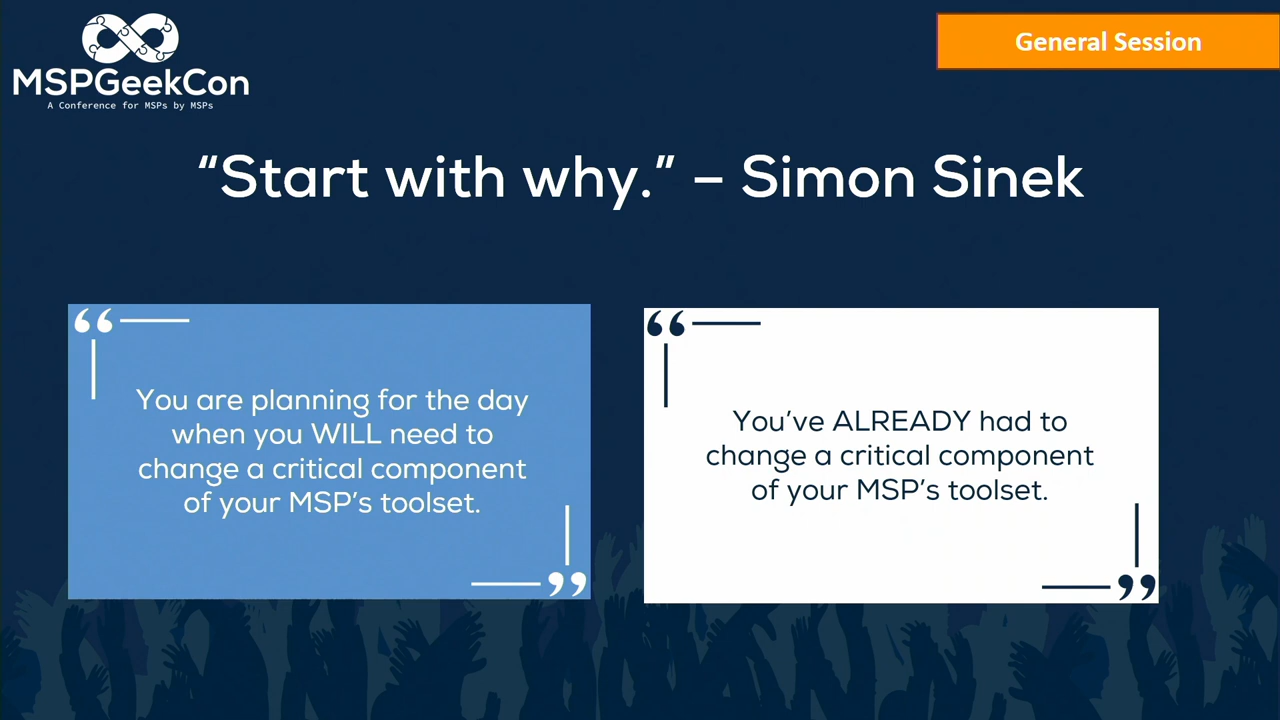 MSPGeekCon
A Conference for MSPs by MSPs
General Session
“Start with why.” – Simon Sinek
“
You are planning for the day
when you WILL need to
change a critical component
of your MSP’s toolset.
”
“
You’ve ALREADY had to
change a critical component
of your MSP’s toolset.
”